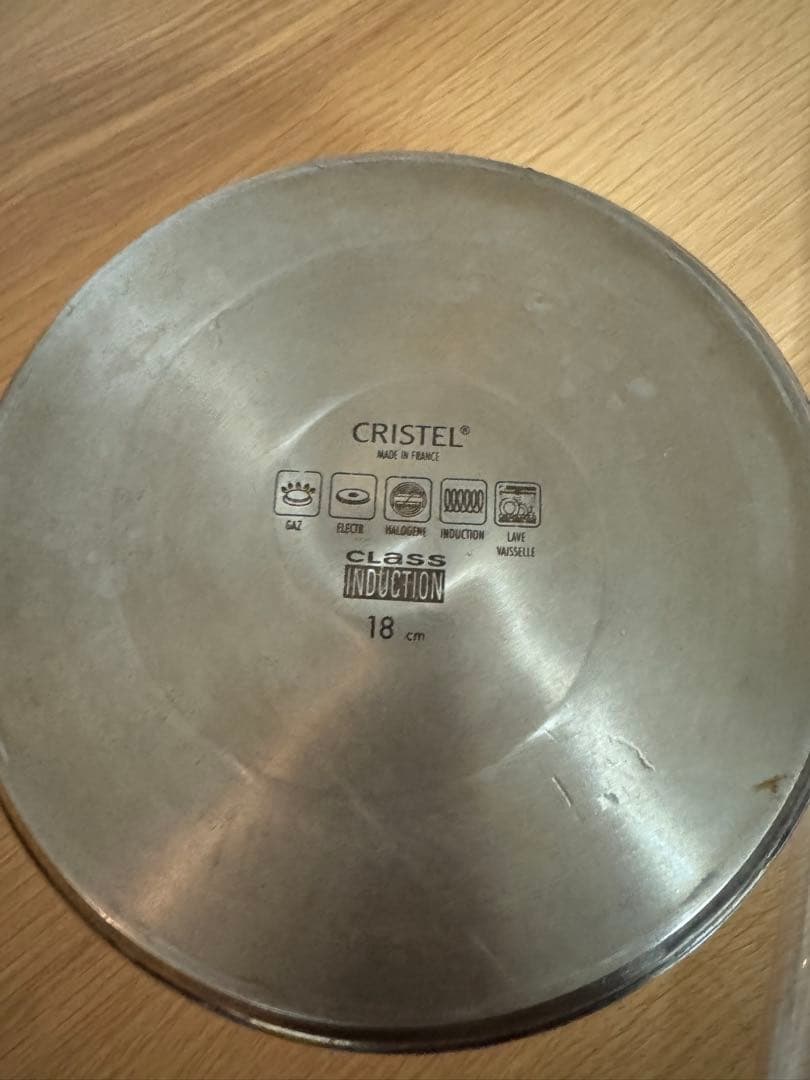 CRISTEL®
MADE IN FRANCE
GAZ ELECTR HALOGENE INDUCTION LAVE VAISSELLE
CLASS
INDUCTION
18 cm